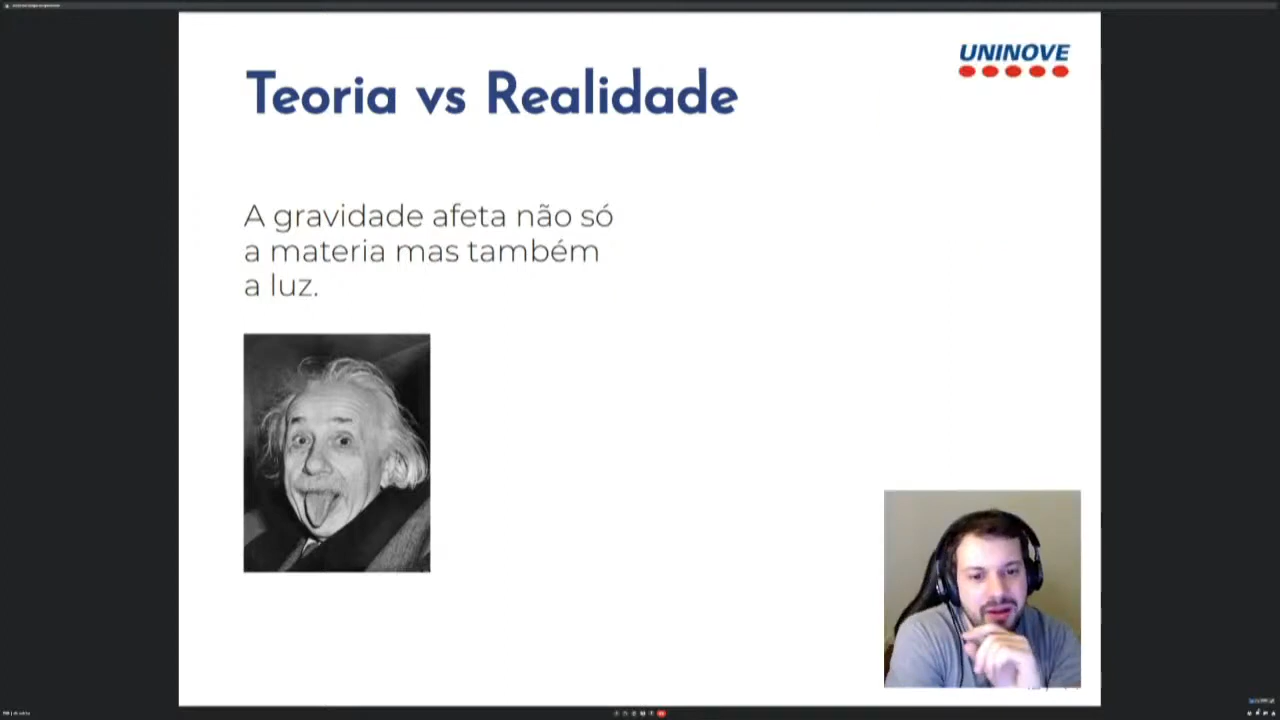 UNINOVE
Teoria vs Realidade
A gravidade afeta não só
a materia mas também
a luz.